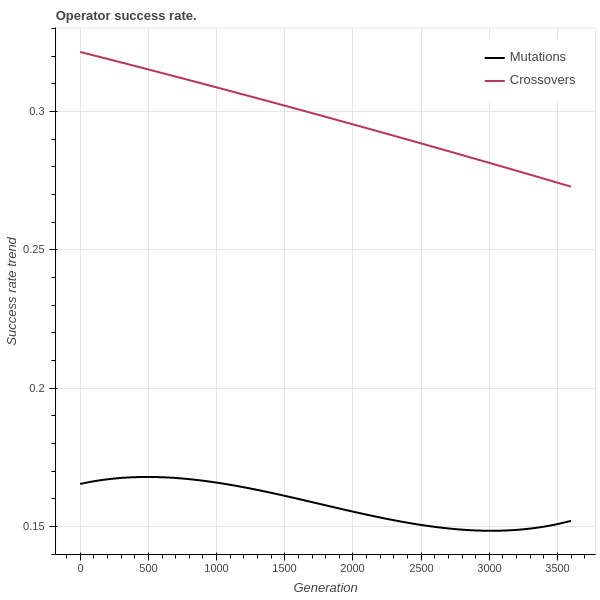 Operator success rate.
Mutations
Crossovers
0.3
0.25
0.2
0.15
Success rate trend
0 500 1000 1500 2000 2500 3000 3500
Generation